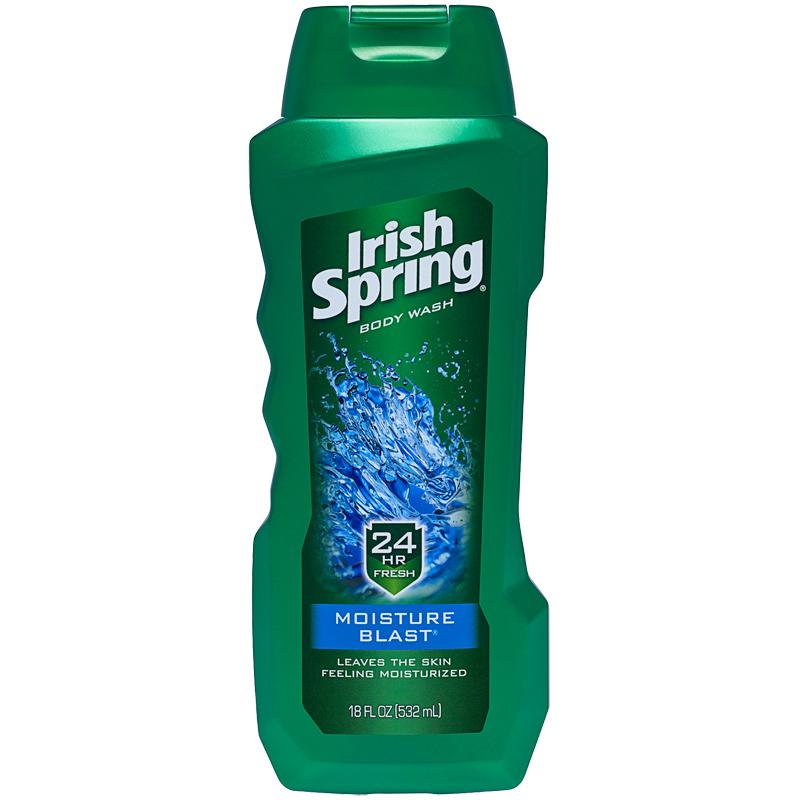 Irish
Spring®
BODY WASH
24
HR
FRESH
MOISTURE
BLAST®
LEAVES THE SKIN
FEELING MOISTURIZED
18 FL OZ (532 mL)